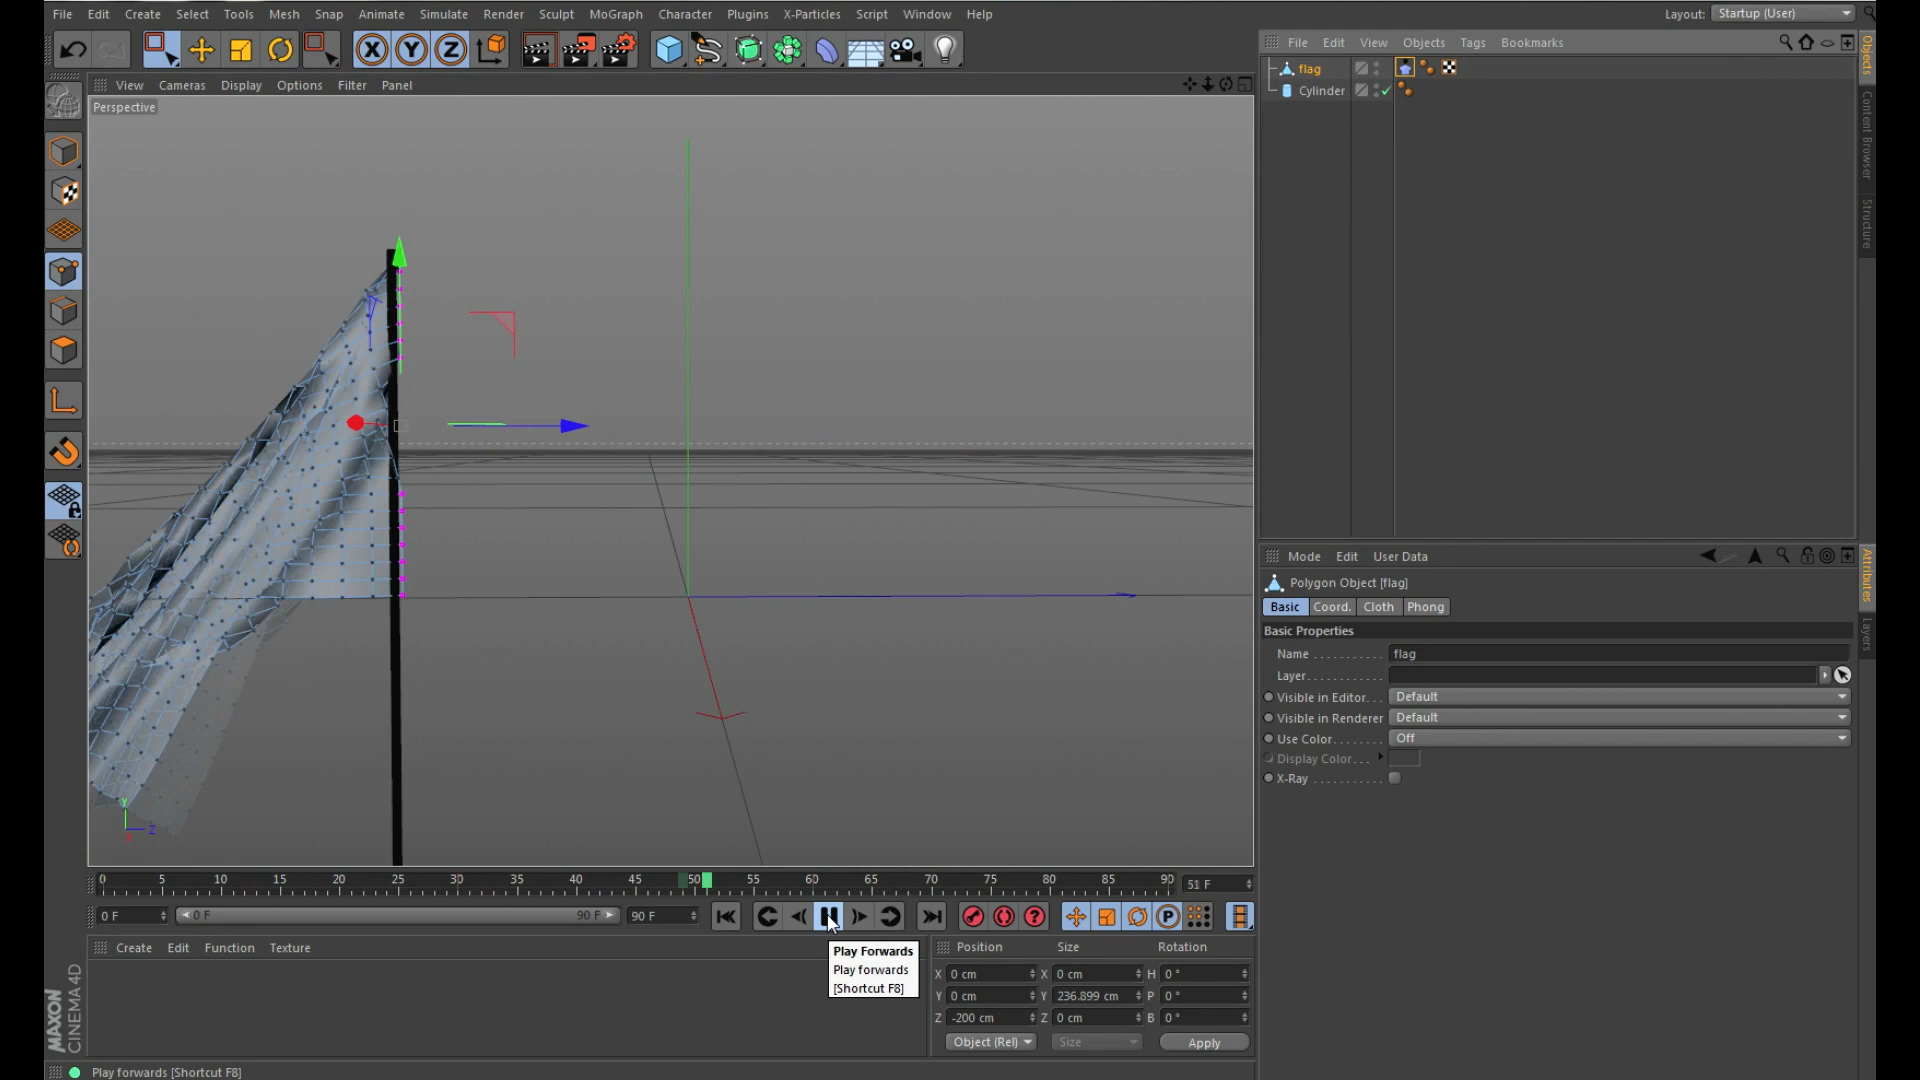 File Edit Create Select Tools Mesh Snap Animate Simulate Render Sculpt MoGraph Character Plugins X-Particles Script Window Help Layout: Startup (User)
X Y Z
View Cameras Display Options Filter Panel
Perspective
File Edit View Objects Tags Bookmarks
flag
Cylinder
Objects
Content Browser
Structure
Mode Edit User Data
Polygon Object [flag]
Basic Coord. Cloth Phong
Basic Properties
Name . . . . . . . . . . . flag
Layer. . . . . . . . . . . .
Visible in Editor. . . Default
Visible in Renderer Default
Use Color. . . . . . . . Off
Display Color. . .
X-Ray . . . . . . . . . . .
Attributes
Layers
Y
Z
0 5 10 15 20 25 30 35 40 45 50 55 60 65 70 75 80 85 90 51 F
0 F 0 F 90 F 90 F P
Create Edit Function Texture
Play Forwards
Play forwards
[Shortcut F8]
Position Size Rotation
X 0 cm X 0 cm H 0 °
Y 0 cm Y 236.899 cm P 0 °
Z -200 cm Z 0 cm B 0 °
Object (Rel) Size Apply
MAXON
CINEMA 4D
Play forwards [Shortcut F8]